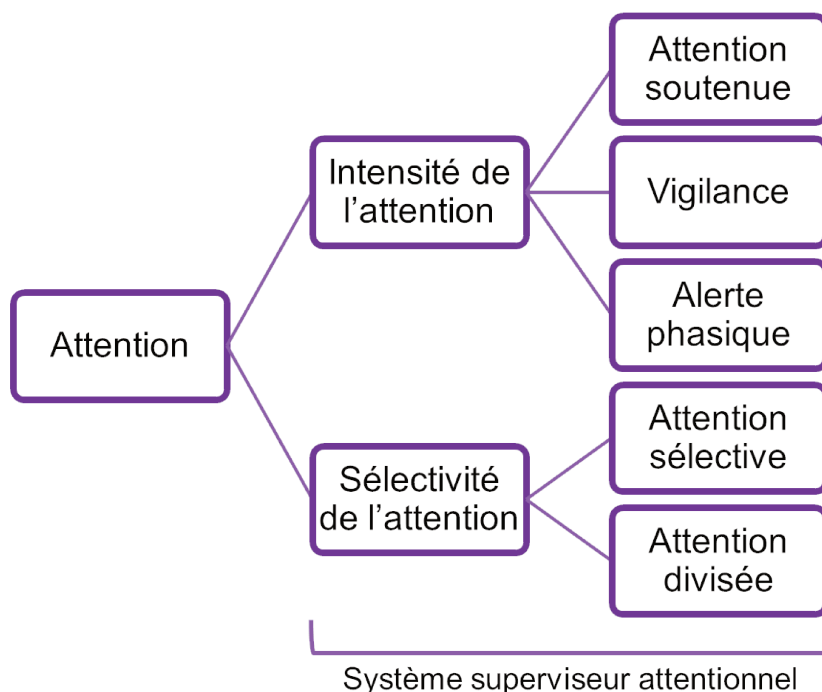 Attention
Intensité de
l’attention
Sélectivité
de l’attention
Attention
soutenue
Vigilance
Alerte
phasique
Attention
sélective
Attention
divisée
Système superviseur attentionnel